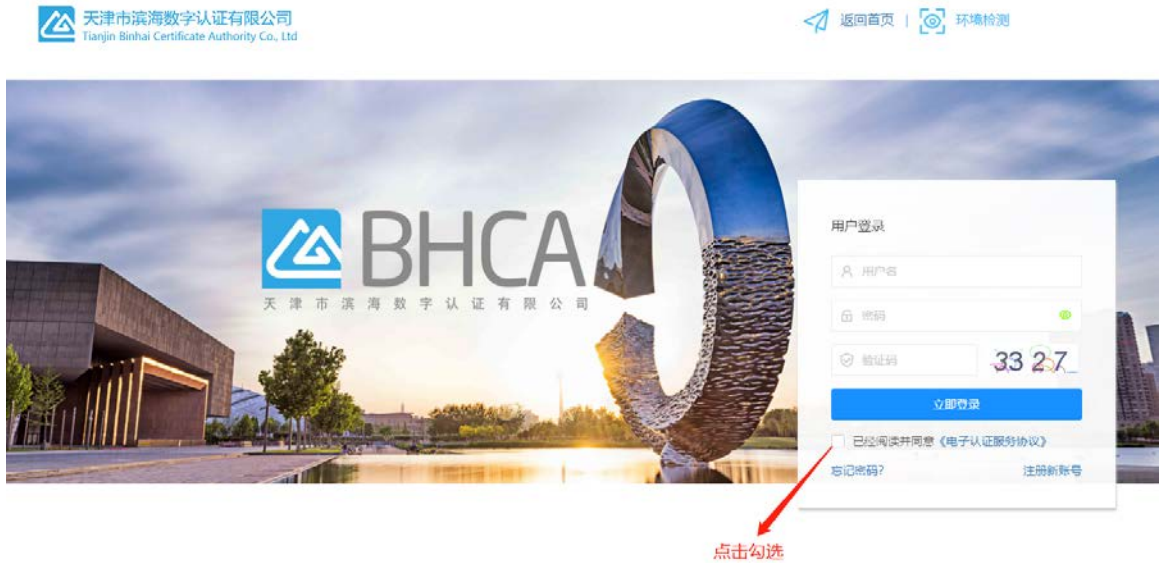 天津市滨海数字认证有限公司
Tianjin Binhai Certificate Authority Co., Ltd
返回首页 | 环境检测
BHCA
天津市滨海数字认证有限公司
用户登录
用户名
密码
验证码 3327
立即登录
已经阅读并同意《电子认证服务协议》
忘记密码? 注册新账号
点击勾选